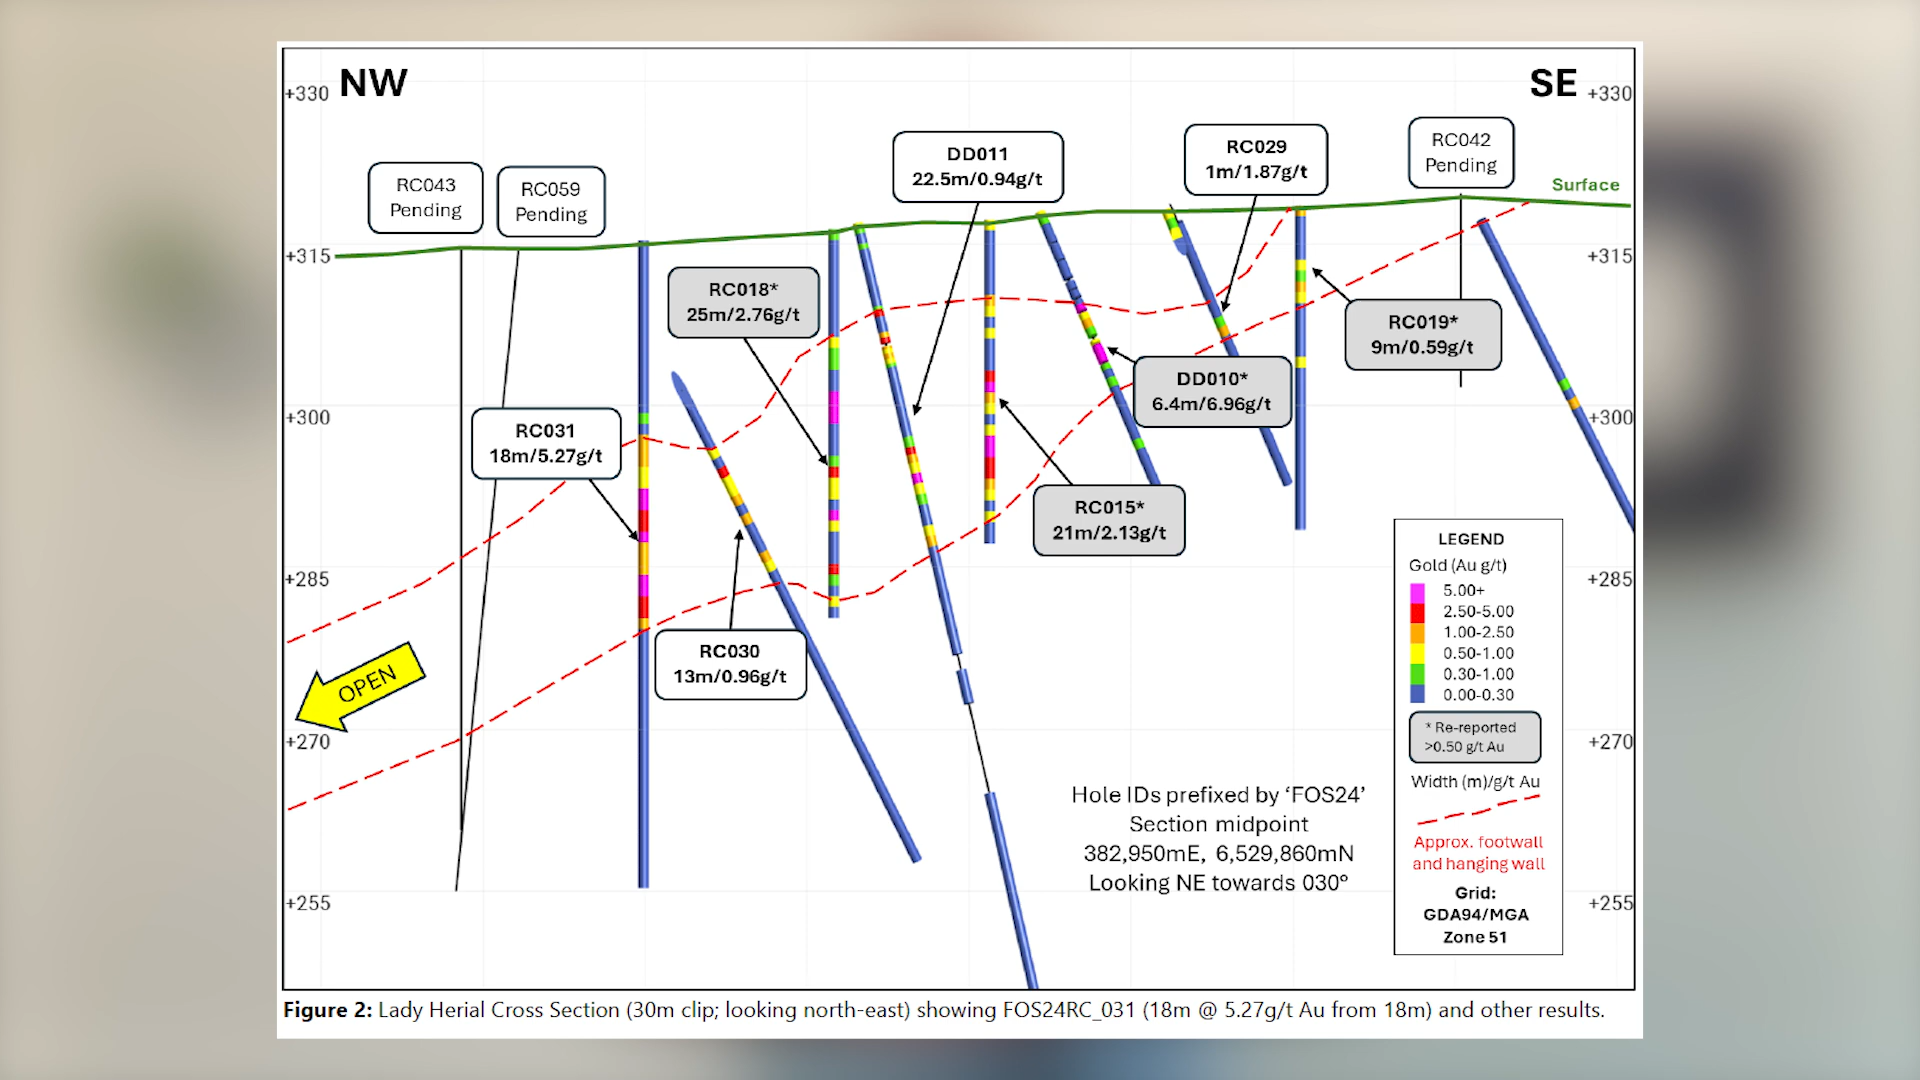 NW
SE
+330
+330
RC043
Pending
RC059
Pending
DD011
22.5m/0.94g/t
RC029
1m/1.87g/t
RC042
Pending
Surface
+315
+315
RC018*
25m/2.76g/t
RC019*
9m/0.59g/t
DD010*
6.4m/6.96g/t
+300
+300
RC031
18m/5.27g/t
RC015*
21m/2.13g/t
+285
+285
RC030
13m/0.96g/t
OPEN
+270
+270
+255
+255
LEGEND
Gold (Au g/t)
5.00+
2.50-5.00
1.00-2.50
0.50-1.00
0.30-1.00
0.00-0.30
* Re-reported
>0.50 g/t Au
Width (m)/g/t Au
Approx. footwall
and hanging wall
Grid:
GDA94/MGA
Zone 51
Hole IDs prefixed by ‘FOS24’
Section midpoint
382,950mE, 6,529,860mN
Looking NE towards 030°
Figure 2: Lady Herial Cross Section (30m clip; looking north-east) showing FOS24RC_031 (18m @ 5.27g/t Au from 18m) and other results.